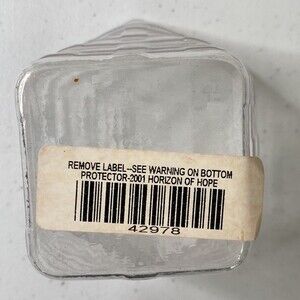 REMOVE LABEL--SEE WARNING ON BOTTOM
PROTECTOR-2001 HORIZON OF HOPE
42978